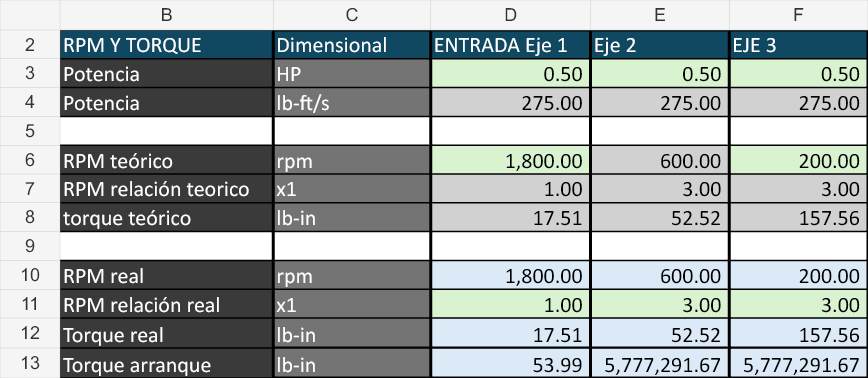 B C D E F
2 RPM Y TORQUE Dimensional ENTRADA Eje 1 Eje 2 EJE 3
3 Potencia HP 0.50 0.50 0.50
4 Potencia lb-ft/s 275.00 275.00 275.00
5
6 RPM teórico rpm 1,800.00 600.00 200.00
7 RPM relación teorico x1 1.00 3.00 3.00
8 torque teórico lb-in 17.51 52.52 157.56
9
10 RPM real rpm 1,800.00 600.00 200.00
11 RPM relación real x1 1.00 3.00 3.00
12 Torque real lb-in 17.51 52.52 157.56
13 Torque arranque lb-in 53.99 5,777,291.67 5,777,291.67